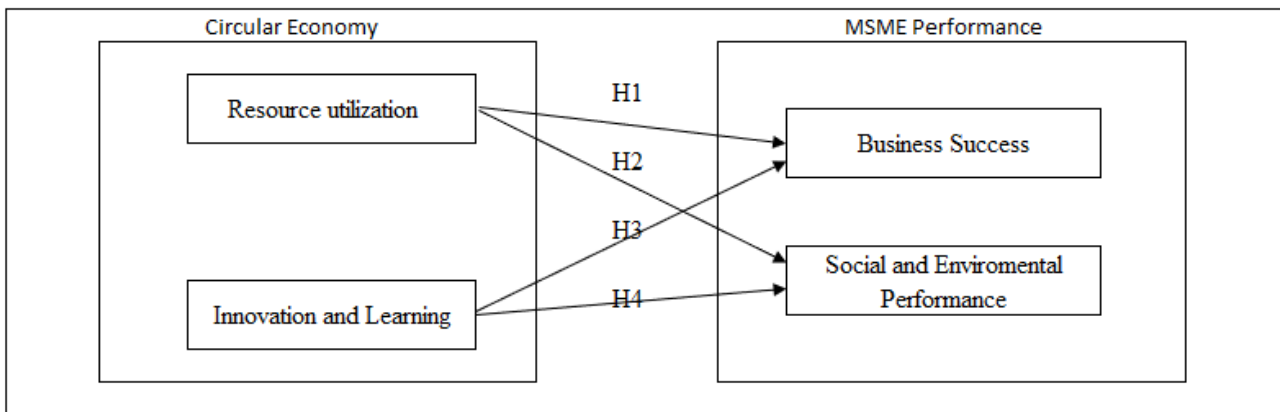 Circular Economy
MSME Performance
Resource utilization
H1
Business Success
H2
H3
Social and Enviromental
Performance
Innovation and Learning
H4